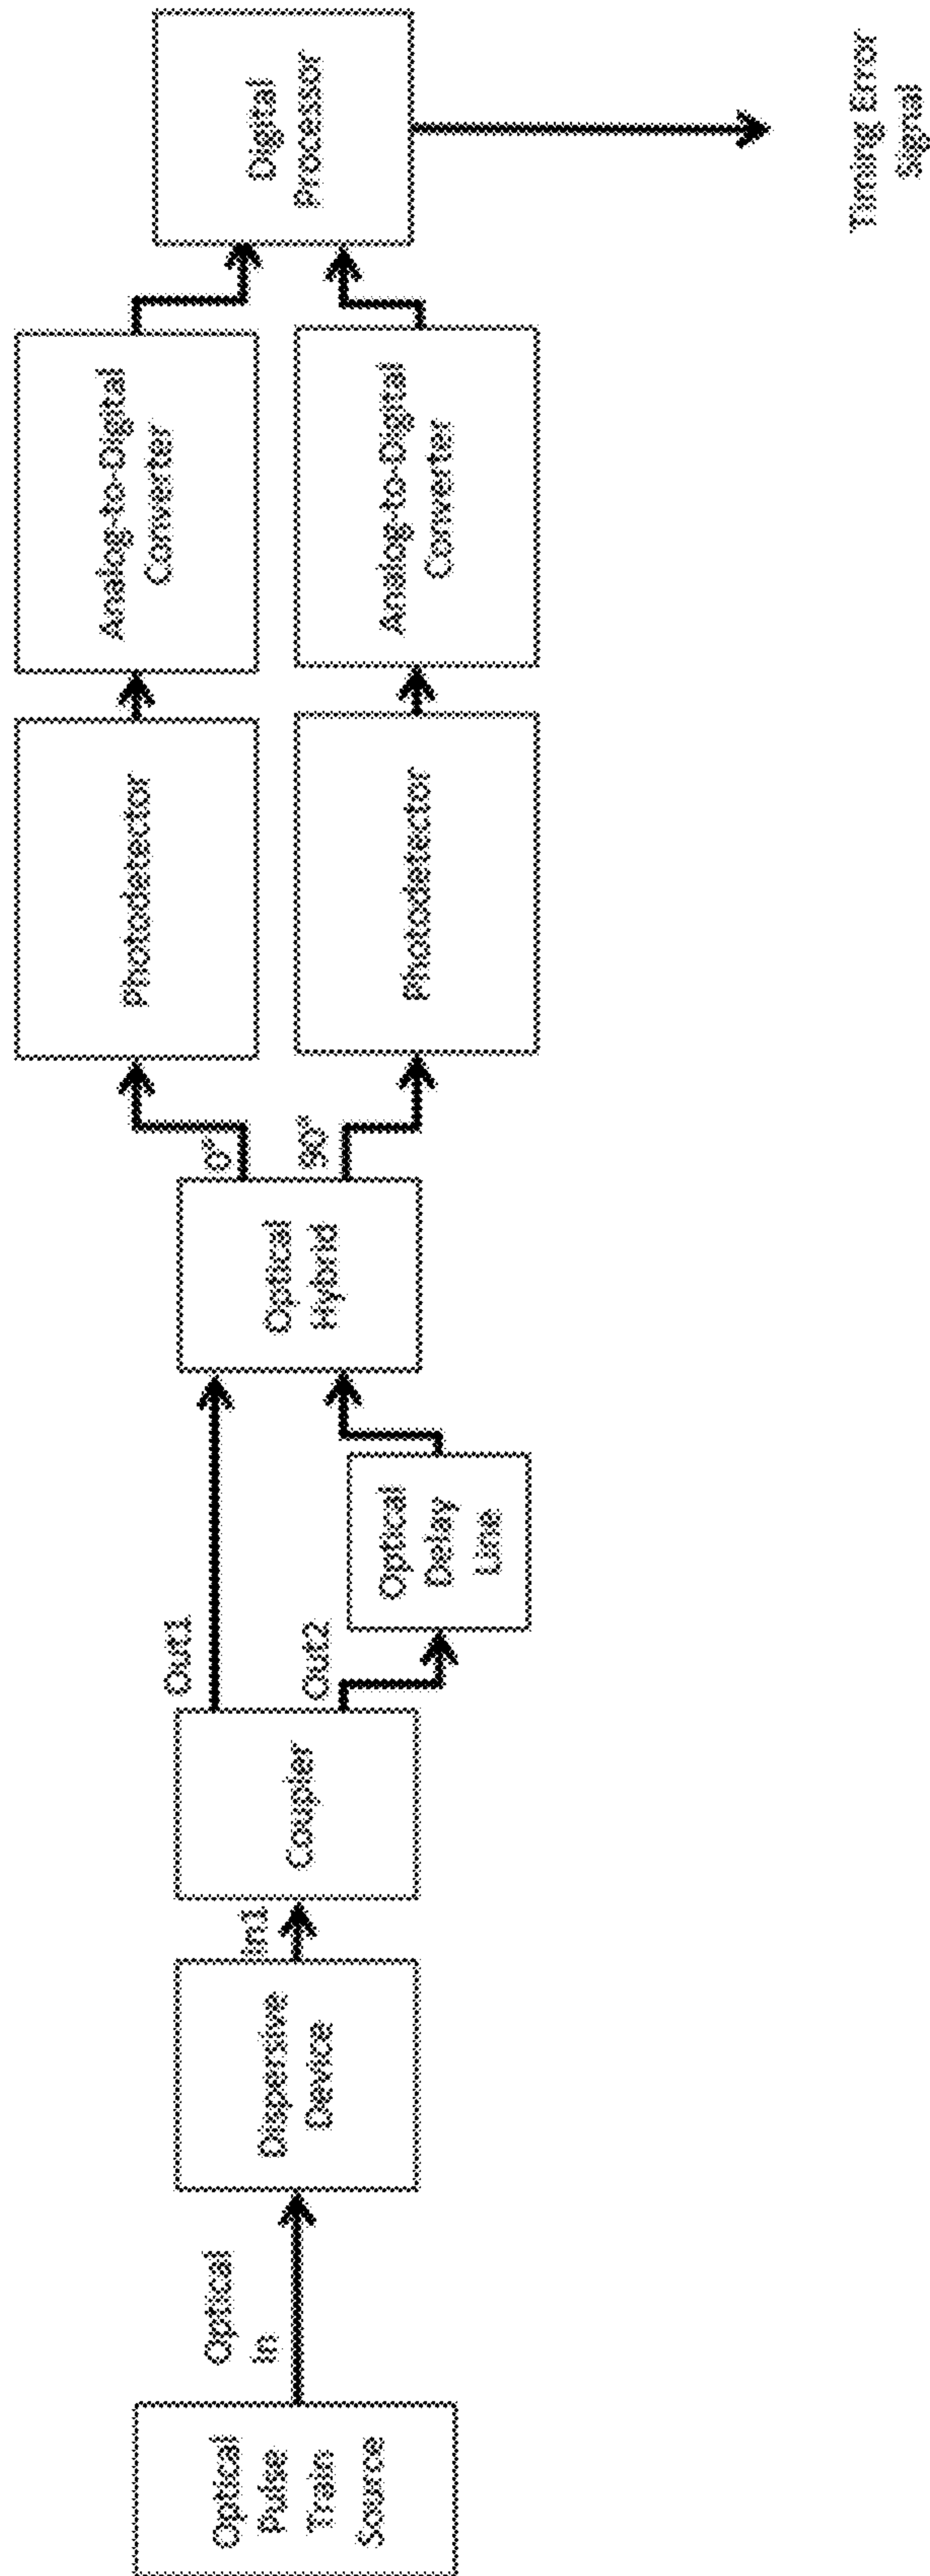 Optical
Pulse
Train
Source
Optical
In
Dispersive
Device
In1
Coupler
Out1
Out2
Optical
Delay
Line
Optical
Hybrid
0°
90°
Photodetector
Photodetector
Analog-to-Digital
Converter
Analog-to-Digital
Converter
Digital
Processor
Timing Error
Signal